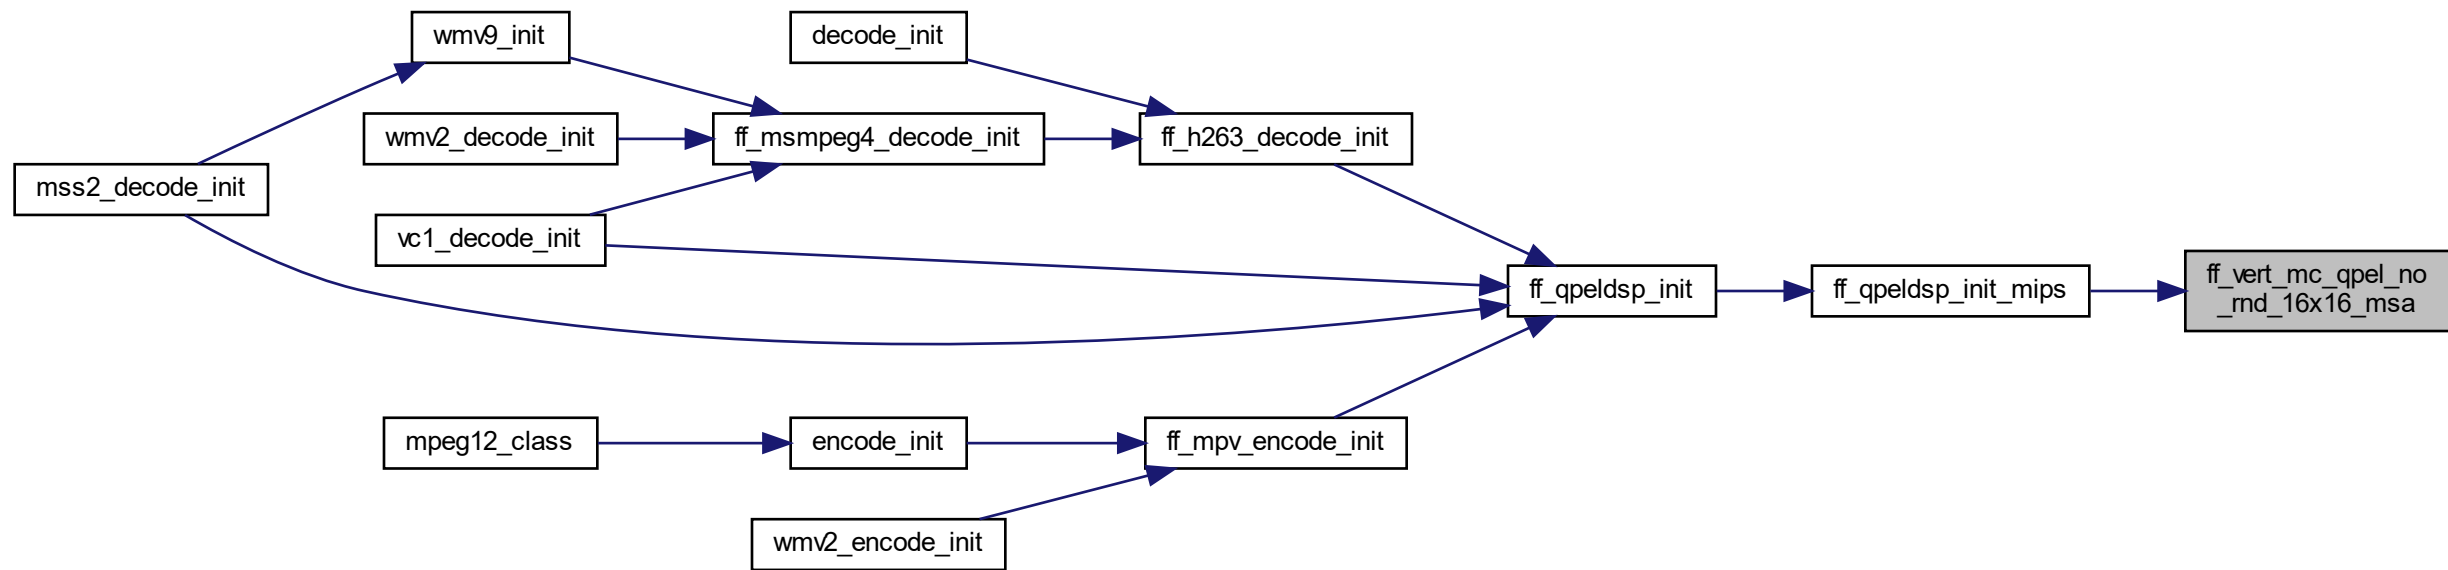 wmv9_init
decode_init
wmv2_decode_init
ff_msmpeg4_decode_init
ff_h263_decode_init
mss2_decode_init
vc1_decode_init
ff_qpeldsp_init
ff_qpeldsp_init_mips
ff_vert_mc_qpel_no
_rnd_16x16_msa
mpeg12_class
encode_init
ff_mpv_encode_init
wmv2_encode_init